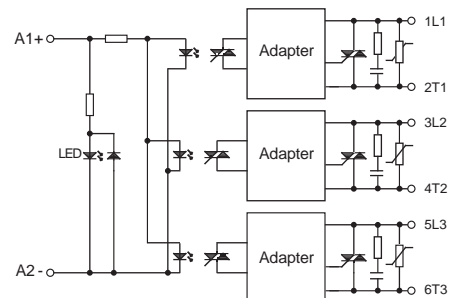 A1+
Adapter
1L1
2T1
LED
Adapter
3L2
4T2
A2 -
Adapter
5L3
6T3